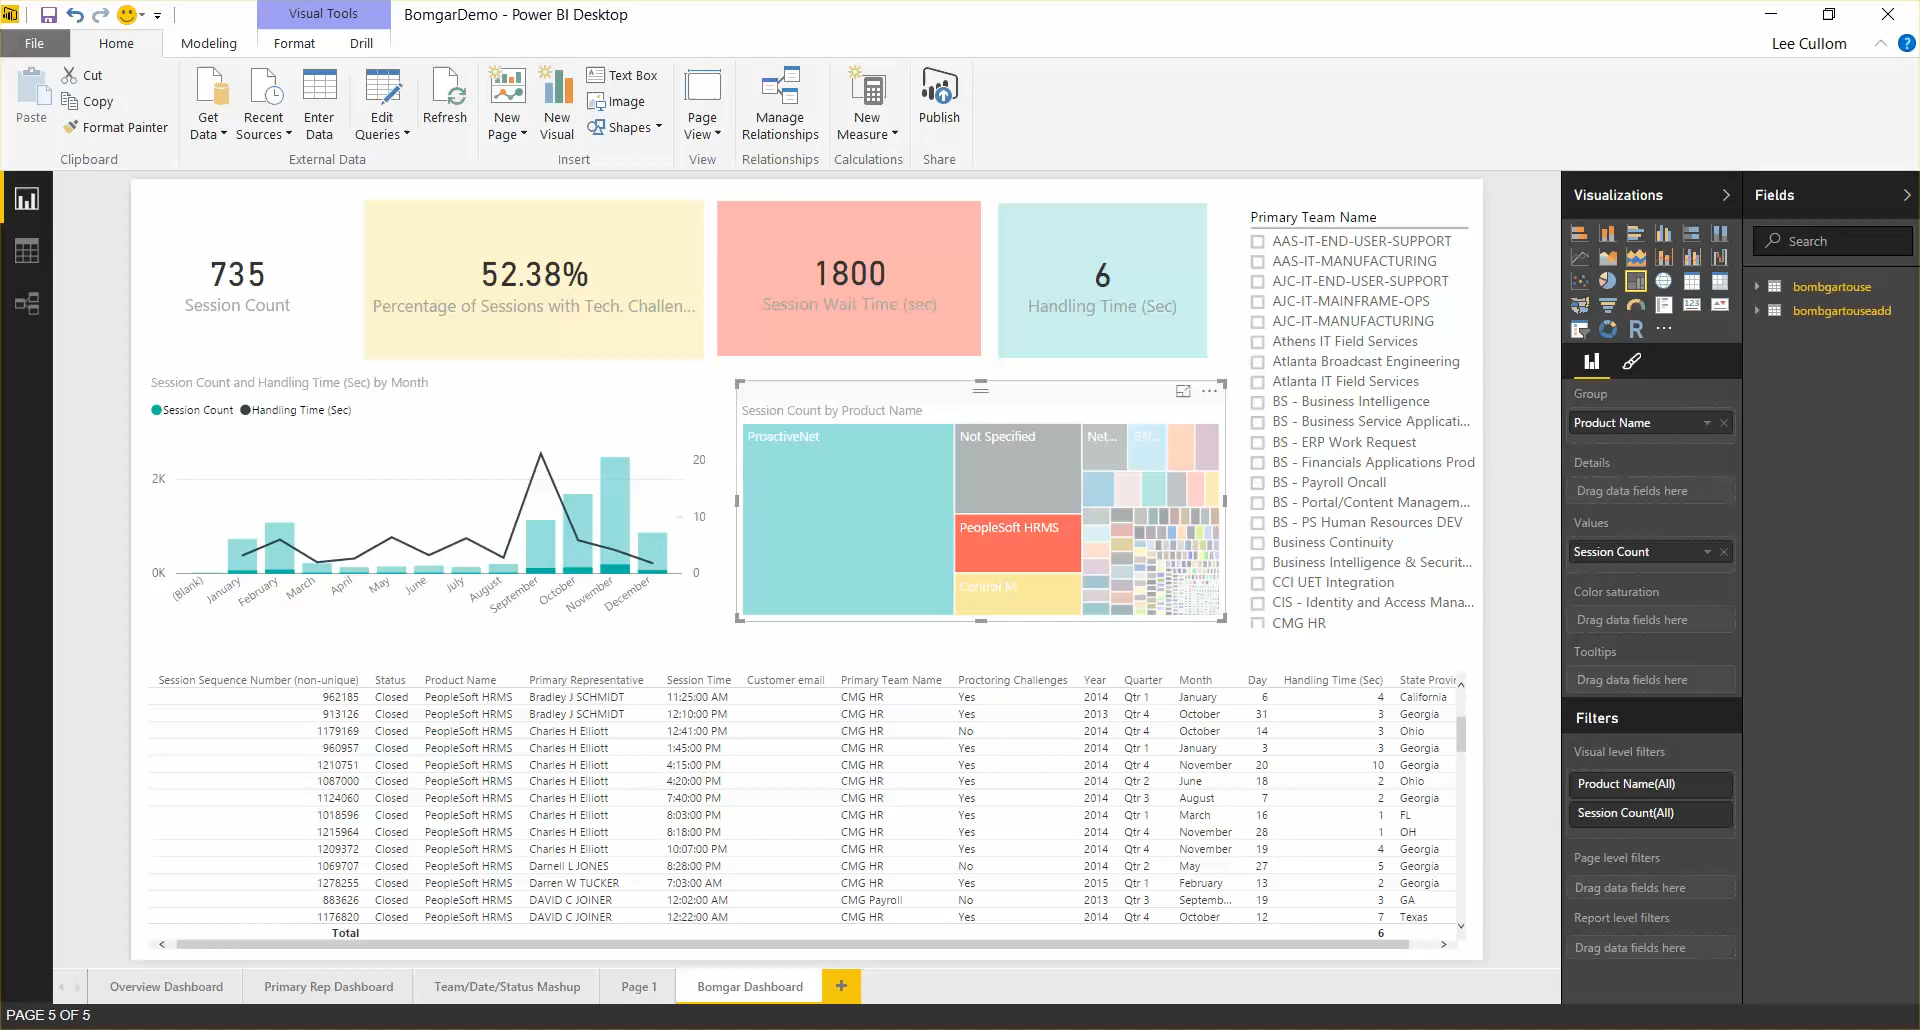 Visual Tools
BomgarDemo - Power BI Desktop
File
Home
Modeling
Format
Drill
Lee Cullom
Paste
Cut
Copy
Format Painter
Clipboard
Get Data
Recent Sources
Enter Data
Edit Queries
Refresh
External Data
New Page
New Visual
Text Box
Image
Shapes
Insert
Page View
View
Manage Relationships
Relationships
New Measure
Calculations
Publish
Share
735
Session Count
52.38%
Percentage of Sessions with Tech. Challen...
1800
Session Wait Time (sec)
6
Handling Time (Sec)
Primary Team Name
AAS-IT-END-USER-SUPPORT
AAS-IT-MANUFACTURING
AJC-IT-END-USER-SUPPORT
AJC-IT-MAINFRAME-OPS
AJC-IT-MANUFACTURING
Athens IT Field Services
Atlanta Broadcast Engineering
Atlanta IT Field Services
BS - Business Intelligence
BS - Business Service Applicati...
BS - ERP Work Request
BS - Financials Applications Prod
BS - Payroll Oncall
BS - Portal/Content Managem...
BS - PS Human Resources DEV
Business Continuity
Business Intelligence & Securit...
CCI UET Integration
CIS - Identity and Access Mana...
CMG HR
Session Count and Handling Time (Sec) by Month
Session Count Handling Time (Sec)
2K
0K
20
10
0
(Blank) January February March April May June July August September October November December
Session Count by Product Name
ProactiveNet
Not Specified
Net...
BM...
PeopleSoft HRMS
Control M
Session Sequence Number (non-unique) Status Product Name Primary Representative Session Time Customer email Primary Team Name Proctoring Challenges Year Quarter Month Day Handling Time (Sec) State Provin
962185 Closed PeopleSoft HRMS Bradley J SCHMIDT 11:25:00 AM CMG HR Yes 2014 Qtr 1 January 6 4 California
913126 Closed PeopleSoft HRMS Bradley J SCHMIDT 12:10:00 PM CMG HR Yes 2013 Qtr 4 October 31 3 Georgia
1179169 Closed PeopleSoft HRMS Charles H Elliott 12:41:00 PM CMG HR No 2014 Qtr 4 October 14 3 Ohio
960957 Closed PeopleSoft HRMS Charles H Elliott 1:45:00 PM CMG HR Yes 2014 Qtr 1 January 3 3 Georgia
1210751 Closed PeopleSoft HRMS Charles H Elliott 4:15:00 PM CMG HR Yes 2014 Qtr 4 November 20 10 Georgia
1087000 Closed PeopleSoft HRMS Charles H Elliott 4:20:00 PM CMG HR Yes 2014 Qtr 2 June 18 2 Ohio
1124060 Closed PeopleSoft HRMS Charles H Elliott 7:40:00 PM CMG HR Yes 2014 Qtr 3 August 7 2 Georgia
1018596 Closed PeopleSoft HRMS Charles H Elliott 8:03:00 PM CMG HR Yes 2014 Qtr 1 March 16 1 FL
1215964 Closed PeopleSoft HRMS Charles H Elliott 8:18:00 PM CMG HR Yes 2014 Qtr 4 November 28 1 OH
1209372 Closed PeopleSoft HRMS Charles H Elliott 10:07:00 PM CMG HR Yes 2014 Qtr 4 November 19 4 Georgia
1069707 Closed PeopleSoft HRMS Darnell L JONES 8:28:00 PM CMG HR No 2014 Qtr 2 May 27 5 Georgia
1278255 Closed PeopleSoft HRMS Darren W TUCKER 7:03:00 AM CMG HR Yes 2015 Qtr 1 February 13 2 Georgia
883626 Closed PeopleSoft HRMS DAVID C JOINER 12:02:00 AM CMG Payroll No 2013 Qtr 3 Septemb... 19 3 GA
1176820 Closed PeopleSoft HRMS DAVID C JOINER 12:22:00 AM CMG HR Yes 2014 Qtr 4 October 12 7 Texas
Total 6
Visualizations
Group
Product Name
Details
Drag data fields here
Values
Session Count
Color saturation
Drag data fields here
Tooltips
Drag data fields here
Filters
Visual level filters
Product Name(All)
Session Count(All)
Page level filters
Drag data fields here
Report level filters
Drag data fields here
Fields
Search
bombgartouse
bombgartouseadd
Overview Dashboard
Primary Rep Dashboard
Team/Date/Status Mashup
Page 1
Bomgar Dashboard
PAGE 5 OF 5